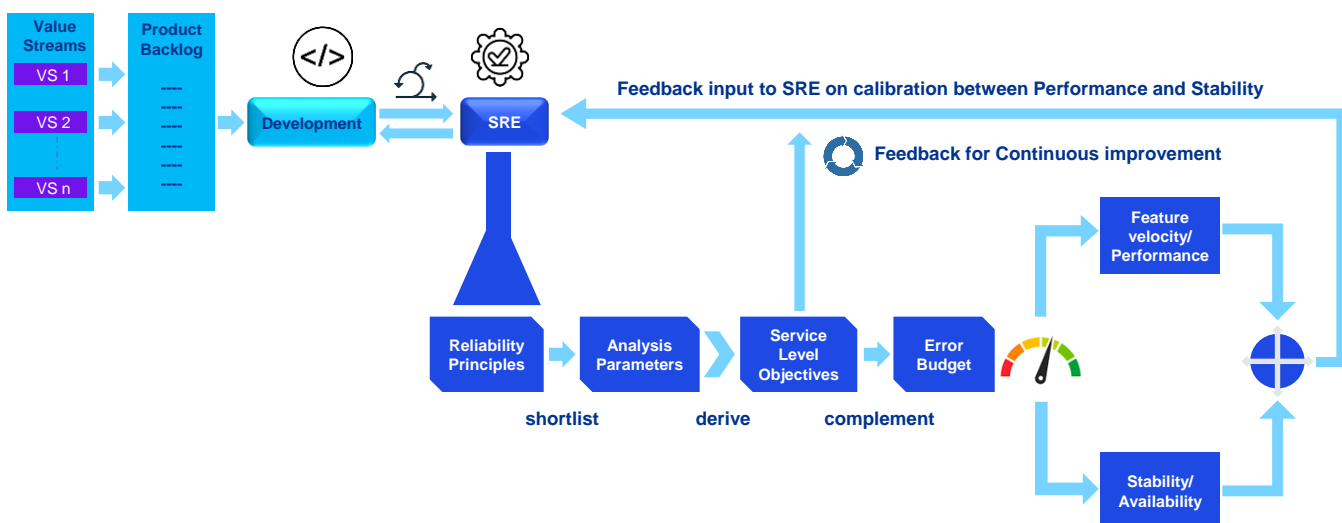 Value
Streams
VS 1
VS 2
VS n
Product
Backlog
----
----
----
----
----
----
</>
Development
SRE
Feedback input to SRE on calibration between Performance and Stability
Feedback for Continuous improvement
Feature
velocity/
Performance
Reliability
Principles
Analysis
Parameters
Service
Level
Objectives
Error
Budget
shortlist
derive
complement
Stability/
Availability